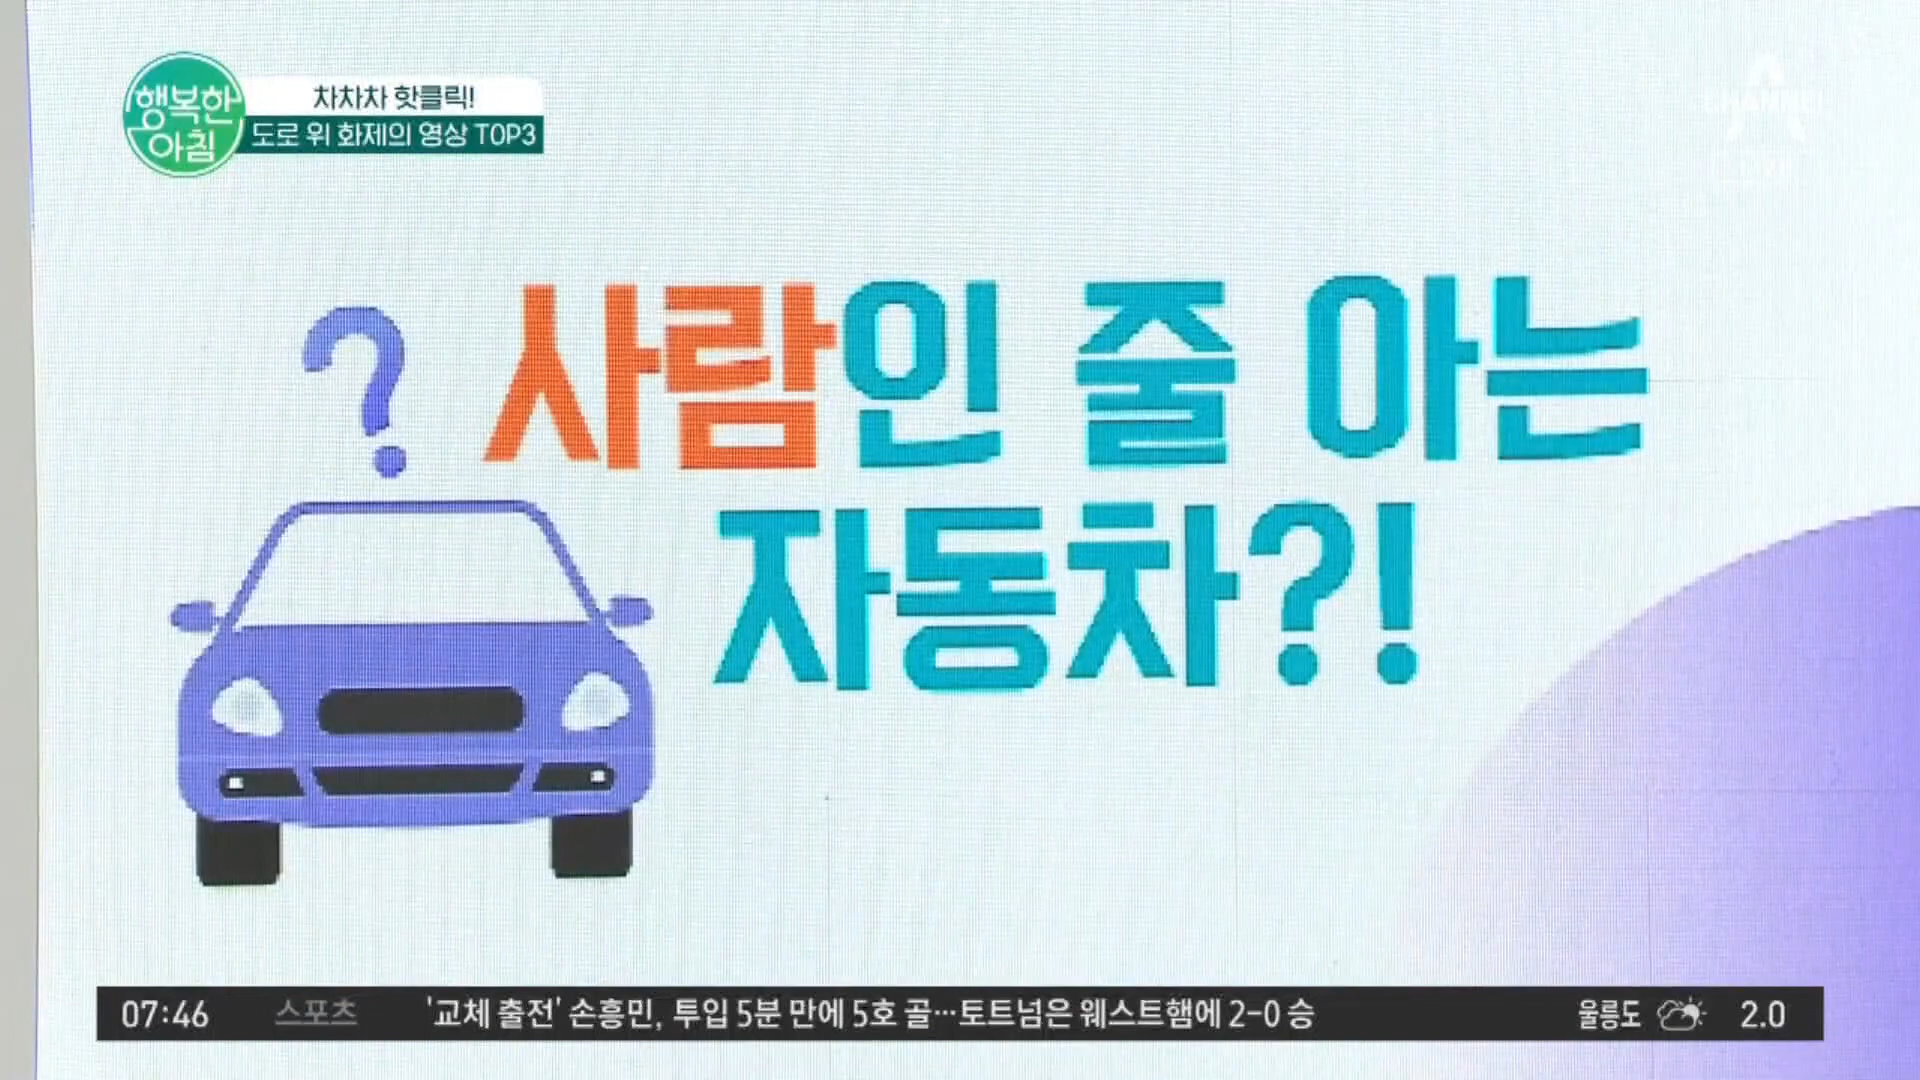 행복한
아침
차차차 핫클릭!
도로 위 화제의 영상 TOP3
CHANNEL A
? 사람인 줄 아는
자동차?!
07:46 스포츠 '교체 출전' 손흥민, 투입 5분 만에 5호 골…토트넘은 웨스트햄에 2-0 승 울릉도 2.0